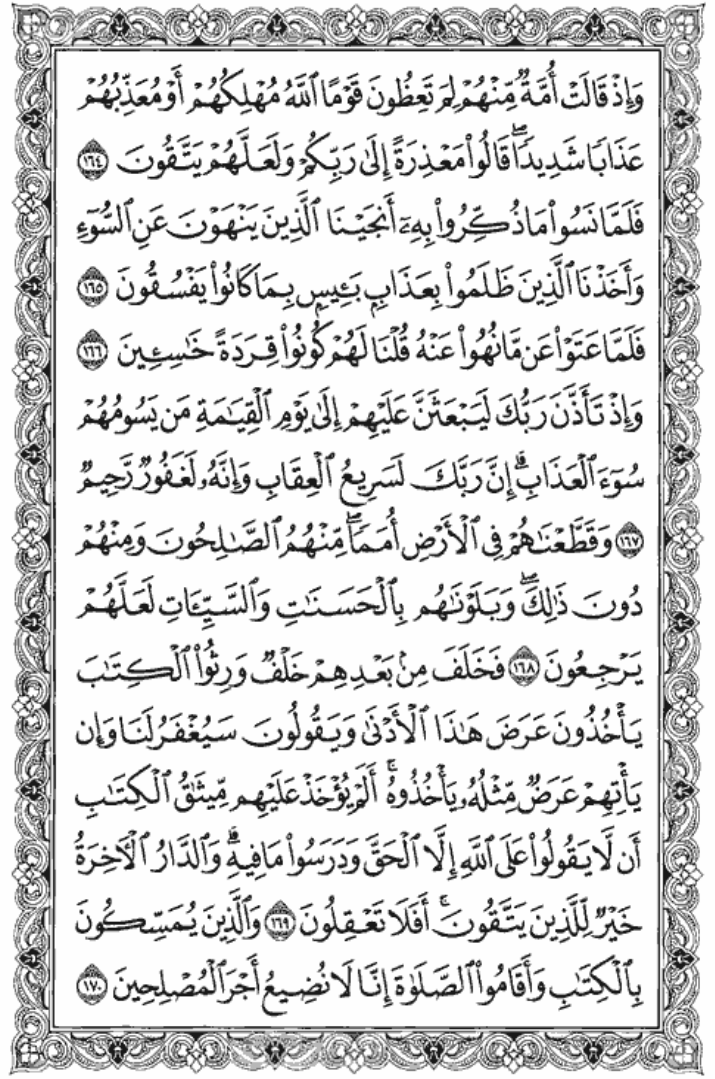 وَإِذْ قَالَتْ أُمَّةٌ مِّنْهُمْ لِمَ تَعِظُونَ قَوْمًا ٱللَّهُ مُهْلِكُهُمْ أَوْ مُعَذِّبُهُمْ
عَذَابًا شَدِيدًا ۖ قَالُوا۟ مَعْذِرَةً إِلَىٰ رَبِّكُمْ وَلَعَلَّهُمْ يَتَّقُونَ ١٦٤
فَلَمَّا نَسُوا۟ مَا ذُكِّرُوا۟ بِهِۦٓ أَنجَيْنَا ٱلَّذِينَ يَنْهَوْنَ عَنِ ٱلسُّوٓءِ
وَأَخَذْنَا ٱلَّذِينَ ظَلَمُوا۟ بِعَذَابٍۭ بَـِٔيسٍۭ بِمَا كَانُوا۟ يَفْسُقُونَ ١٦٥
فَلَمَّا عَتَوْا۟ عَن مَّا نُهُوا۟ عَنْهُ قُلْنَا لَهُمْ كُونُوا۟ قِرَدَةً خَـٰسِـِٔينَ ١٦٦
وَإِذْ تَأَذَّنَ رَبُّكَ لَيَبْعَثَنَّ عَلَيْهِمْ إِلَىٰ يَوْمِ ٱلْقِيَـٰمَةِ مَن يَسُومُهُمْ
سُوٓءَ ٱلْعَذَابِ ۗ إِنَّ رَبَّكَ لَسَرِيعُ ٱلْعِقَابِ ۖ وَإِنَّهُۥ لَغَفُورٌ رَّحِيمٌ
١٦٧ وَقَطَّعْنَـٰهُمْ فِى ٱلْأَرْضِ أُمَمًا ۖ مِّنْهُمُ ٱلصَّـٰلِحُونَ وَمِنْهُمْ
دُونَ ذَٰلِكَ ۖ وَبَلَوْنَـٰهُم بِٱلْحَسَنَـٰتِ وَٱلسَّيِّـَٔاتِ لَعَلَّهُمْ
يَرْجِعُونَ ١٦٨ فَخَلَفَ مِنۢ بَعْدِهِمْ خَلْفٌ وَرِثُوا۟ ٱلْكِتَـٰبَ
يَأْخُذُونَ عَرَضَ هَـٰذَا ٱلْأَدْنَىٰ وَيَقُولُونَ سَيُغْفَرُ لَنَا وَإِن
يَأْتِهِمْ عَرَضٌ مِّثْلُهُۥ يَأْخُذُوهُ ۚ أَلَمْ يُؤْخَذْ عَلَيْهِم مِّيثَـٰقُ ٱلْكِتَـٰبِ
أَن لَّا يَقُولُوا۟ عَلَى ٱللَّهِ إِلَّا ٱلْحَقَّ وَدَرَسُوا۟ مَا فِيهِ ۗ وَٱلدَّارُ ٱلْـَٔاخِرَةُ
خَيْرٌ لِّلَّذِينَ يَتَّقُونَ ۚ أَفَلَا تَعْقِلُونَ ١٦٩ وَٱلَّذِينَ يُمَسِّكُونَ
بِٱلْكِتَـٰبِ وَأَقَامُوا۟ ٱلصَّلَوٰةَ إِنَّا لَا نُضِيعُ أَجْرَ ٱلْمُصْلِحِينَ ١٧٠